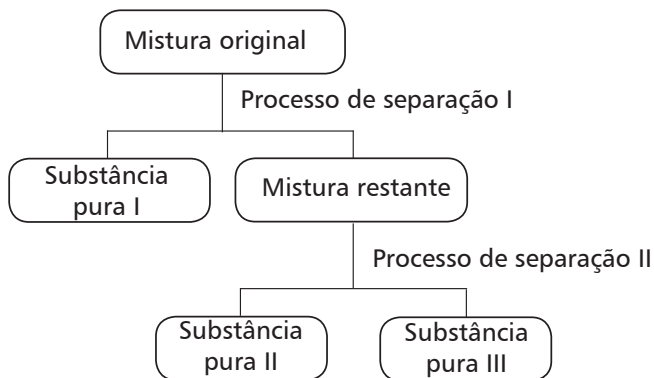 Mistura original
Processo de separação I
Substância
pura I
Mistura restante
Processo de separação II
Substância
pura II
Substância
pura III